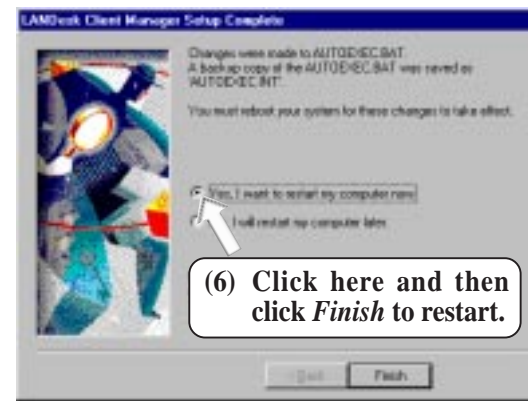 LANDesk Client Manager Setup Complete
Changes were made to AUTOEXEC.BAT.
A backup copy of the AUTOEXEC.BAT was saved as
'AUTOEXEC.INT'.
You must reboot your system for these changes to take effect.
Yes, I want to restart my computer now.
I will restart my computer later.
(6) Click here and then
click Finish to restart.
< Back
Finish